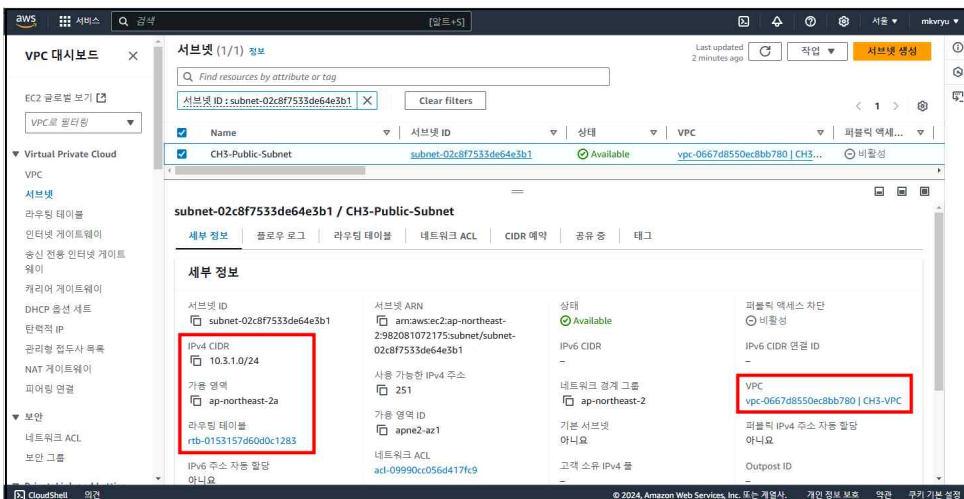 aws
서비스
검색
[알트+S]
서울 ▼
mkvryu ▼
VPC 대시보드
EC2 글로벌 보기
VPC로 필터링
Virtual Private Cloud
VPC
서브넷
라우팅 테이블
인터넷 게이트웨이
송신 전용 인터넷 게이트
웨이
캐리어 게이트웨이
DHCP 옵션 세트
탄력적 IP
관리형 접두사 목록
NAT 게이트웨이
피어링 연결
보안
네트워크 ACL
보안 그룹
서브넷 (1/1) 정보
Last updated
2 minutes ago
작업 ▼
서브넷 생성
Find resources by attribute or tag
서브넷 ID : subnet-02c8f7533de64e3b1
Clear filters
1
Name 서브넷 ID 상태 VPC 퍼블릭 액세...
CH3-Public-Subnet subnet-02c8f7533de64e3b1 Available vpc-0667d8550ec8bb780 | CH3... 비활성
subnet-02c8f7533de64e3b1 / CH3-Public-Subnet
세부 정보 플로우 로그 라우팅 테이블 네트워크 ACL CIDR 예약 공유 중 태그
세부 정보
서브넷 ID
subnet-02c8f7533de64e3b1
IPv4 CIDR
10.3.1.0/24
가용 영역
ap-northeast-2a
라우팅 테이블
rtb-0153157d60d0c1283
IPv6 주소 자동 할당
아니요
서브넷 ARN
arn:aws:ec2:ap-northeast-
2:982081072175:subnet/subnet-
02c8f7533de64e3b1
사용 가능한 IPv4 주소
251
가용 영역 ID
apne2-az1
네트워크 ACL
acl-09990cc056d417fc9
상태
Available
IPv6 CIDR
–
네트워크 경계 그룹
ap-northeast-2
기본 서브넷
아니요
고객 소유 IPv4 풀
–
퍼블릭 액세스 차단
비활성
IPv6 CIDR 연결 ID
–
VPC
vpc-0667d8550ec8bb780 | CH3-VPC
퍼블릭 IPv4 주소 자동 할당
아니요
Outpost ID
–
CloudShell 의견
© 2024, Amazon Web Services, Inc. 또는 계열사. 개인 정보 보호 약관 쿠키 기본 설정